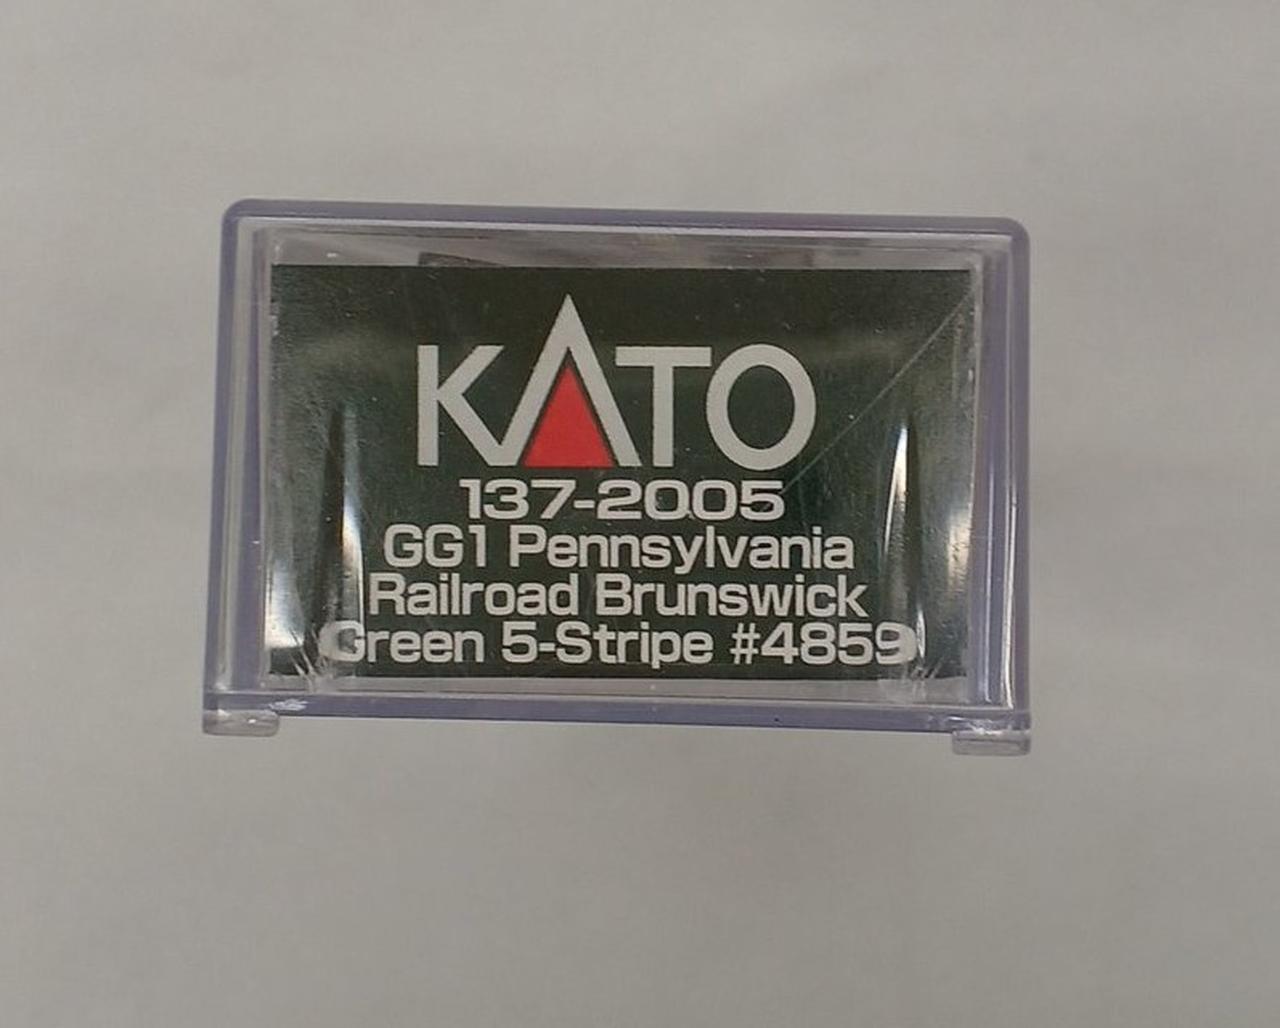 KATO
137-2005
GG1 Pennsylvania
Railroad Brunswick
Green 5-Stripe #4859